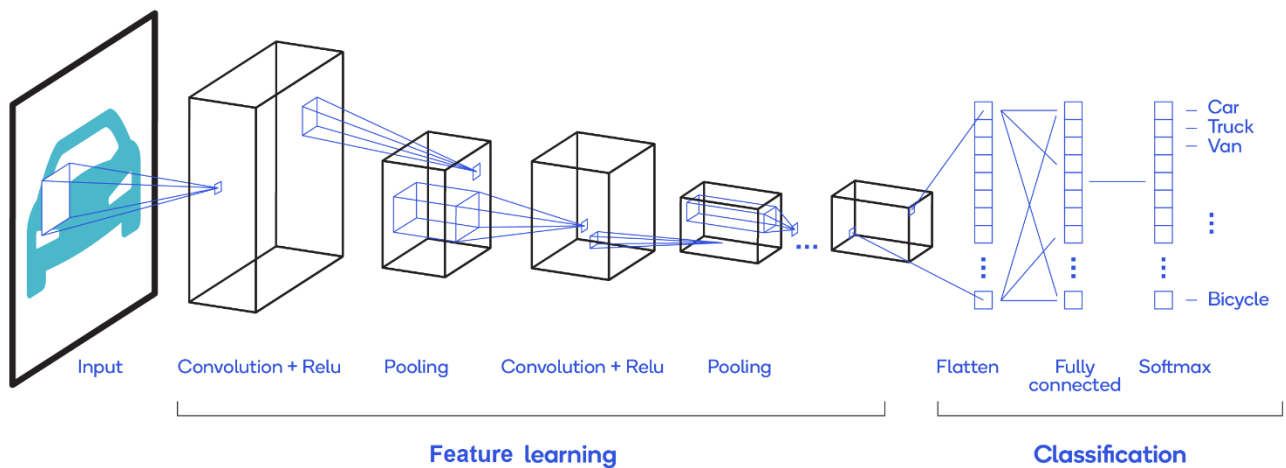 Car
Truck
Van
...
...
...
...
Bicycle
Input
Convolution + Relu
Pooling
Convolution + Relu
Pooling
Flatten
Fully
connected
Softmax
Feature learning
Classification